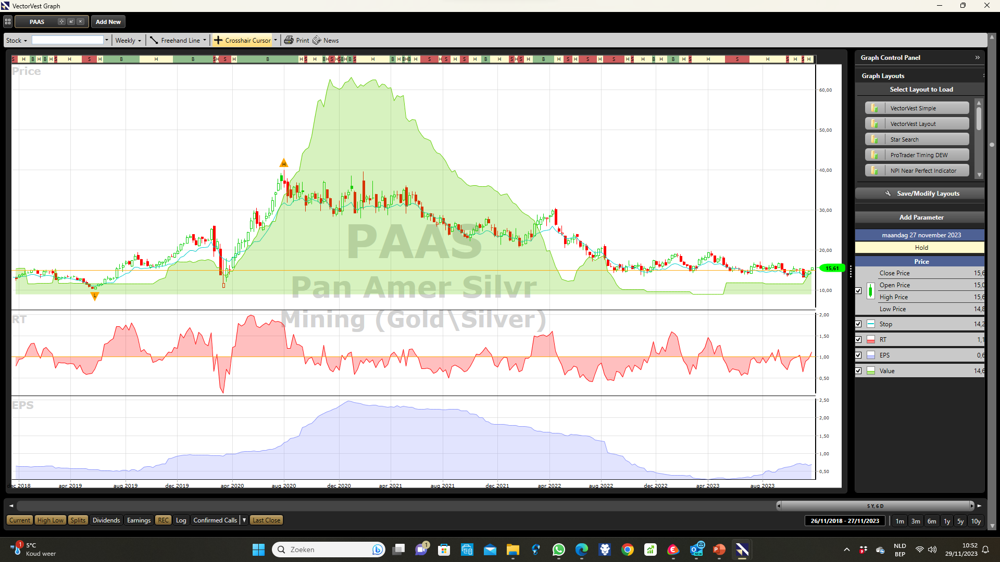 VectorVest Graph
PAAS
Add New
Stock
Weekly
Freehand Line
Crosshair Cursor
Print
News
S H B H B H S H S H B H B S H S H B H S H B H S H S B H B S H B H B H B H S H S H S H B H S H S H B H S H S H S H S H B H B H S H S H S H S H
Price
60,00
50,00
40,00
30,00
20,00
15,61
10,00
H
L
PAAS
Pan Amer Silvr
Mining (Gold\Silver)
RT
2,00
1,50
1,00
0,50
EPS
2,50
2,00
1,50
1,00
0,50
dec 2018 apr 2019 aug 2019 dec 2019 apr 2020 aug 2020 dec 2020 apr 2021 aug 2021 dec 2021 apr 2022 aug 2022 dec 2022 apr 2023 aug 2023
Graph Control Panel »
Graph Layouts
Select Layout to Load
VectorVest Simple
VectorVest Layout
Star Search
ProTrader Timing DEW
NPI Near Perfect Indicator
Save/Modify Layouts
Add Parameter
maandag 27 november 2023
Hold
Price
Close Price 15,6
Open Price 15,0
High Price 15,6
Low Price 14,8
Stop 14,2
RT 1,1
EPS 0,6
Value 14,6
5 Y, 6 D
Current High Low Splits Dividends Earnings REC Log Confirmed Calls Last Close
26/11/2018 - 27/11/2023
1m 3m 6m 1y 5y 10y
1
5°C
Koud weer
Zoeken
1
NEW
NLD
BEP
10:52
29/11/2023